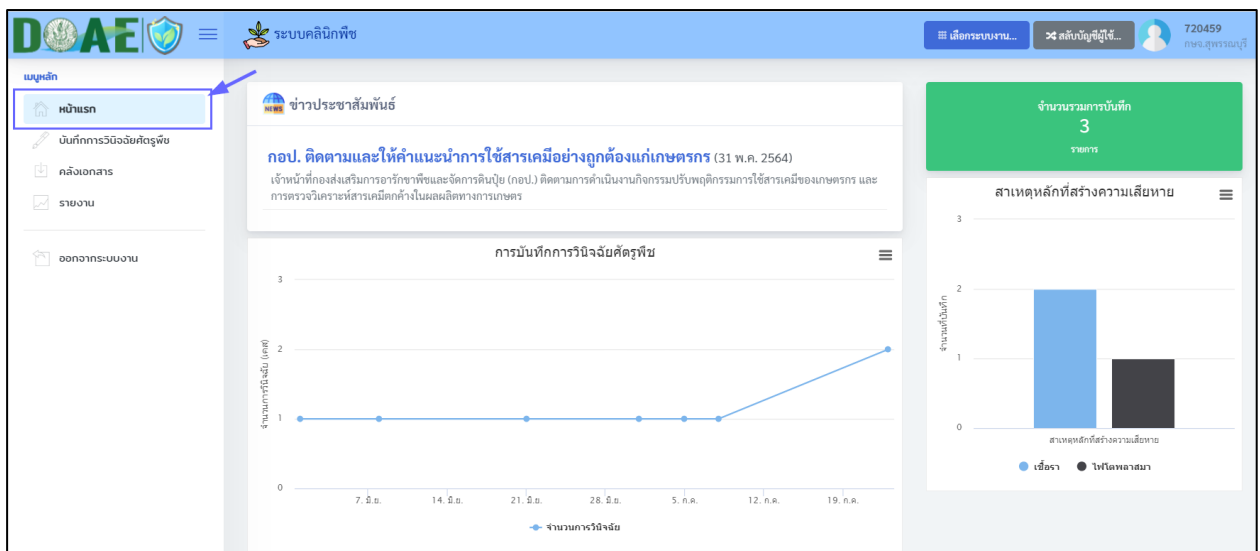 DOAE
ระบบคลินิกพืช
เลือกระบบงาน...
สลับบัญชีผู้ใช้...
720459
กษจ.สุพรรณบุรี
เมนูหลัก
หน้าแรก
บันทึกการวินิจฉัยศัตรูพืช
คลังเอกสาร
รายงาน
ออกจากระบบงาน
NEWS
ข่าวประชาสัมพันธ์
กอป. ติดตามและให้คำแนะนำการใช้สารเคมีอย่างถูกต้องแก่เกษตรกร (31 พ.ค. 2564)
เจ้าหน้าที่กองส่งเสริมการอารักขาพืชและจัดการดินปุ๋ย (กอป.) ติดตามการดำเนินงานกิจกรรมปรับพฤติกรรมการใช้สารเคมีของเกษตรกร และ
การตรวจวิเคราะห์สารเคมีตกค้างในผลผลิตทางการเกษตร
การบันทึกการวินิจฉัยศัตรูพืช
จำนวนการวินิจฉัย (เคส)
3
2
1
0
7. มิ.ย.
14. มิ.ย.
21. มิ.ย.
28. มิ.ย.
5. ก.ค.
12. ก.ค.
19. ก.ค.
จำนวนการวินิจฉัย
จำนวนรวมการบันทึก
3
รายการ
สาเหตุหลักที่สร้างความเสียหาย
จำนวนที่บันทึก
3
2
1
0
สาเหตุหลักที่สร้างความเสียหาย
เชื้อรา
ไฟโตพลาสมา